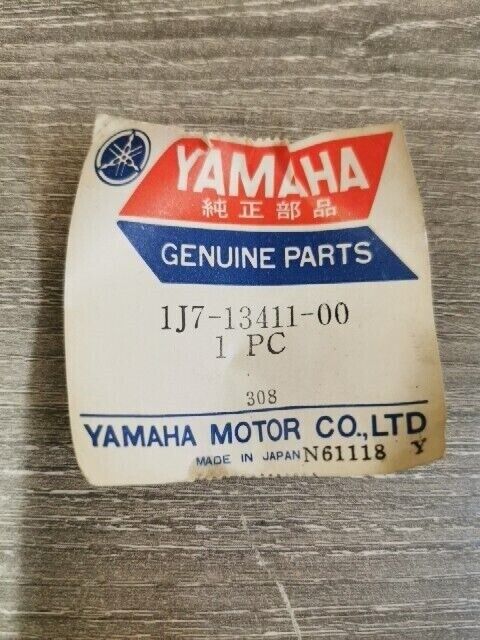 YAMAHA
純正部品
GENUINE PARTS
1J7-13411-00
1 PC
308
YAMAHA MOTOR CO.,LTD
MADE IN JAPAN N61118 Y